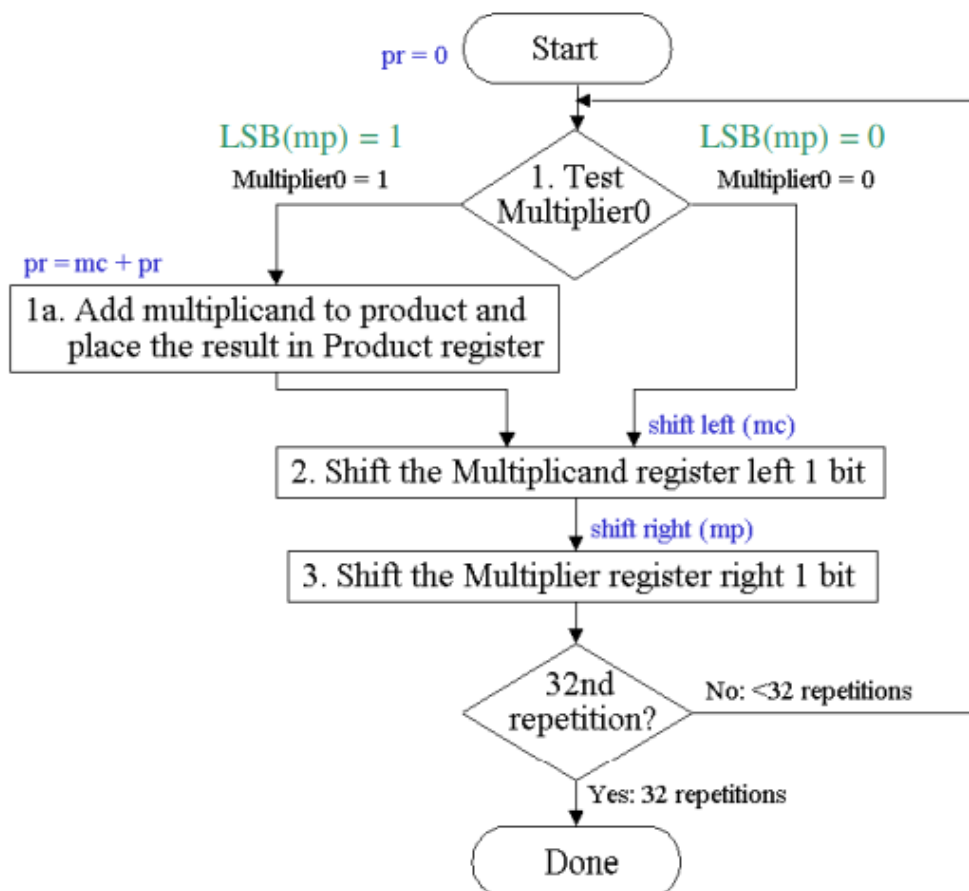 Start
pr = 0
LSB(mp) = 1
LSB(mp) = 0
Multiplier0 = 1
1. Test
Multiplier0
Multiplier0 = 0
pr = mc + pr
1a. Add multiplicand to product and
place the result in Product register
shift left (mc)
2. Shift the Multiplicand register left 1 bit
shift right (mp)
3. Shift the Multiplier register right 1 bit
32nd
repetition?
No: <32 repetitions
Yes: 32 repetitions
Done